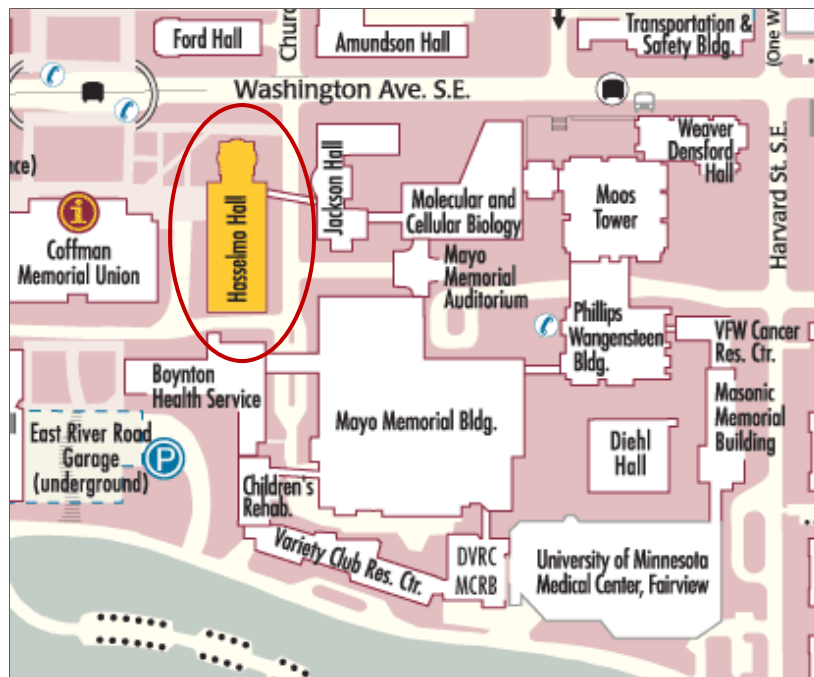 Ford Hall
Churc
Amundson Hall
Transportation &
Safety Bldg.
(One W
Washington Ave. S.E.
Weaver
Densford
Hall
Harvard St. S.E.
nce)
i
Coffman
Memorial Union
Hasselmo Hall
Jackson Hall
Molecular and
Cellular Biology
Moos
Tower
Mayo
Memorial
Auditorium
Phillips
Wangensteen
Bldg.
VFW Cancer
Res. Ctr.
Boynton
Health Service
Mayo Memorial Bldg.
Masonic
Memorial
Building
East River Road
Garage
(underground)
P
Diehl
Hall
Children's
Rehab.
Variety Club Res. Ctr.
DVRC
MCRB
University of Minnesota
Medical Center, Fairview